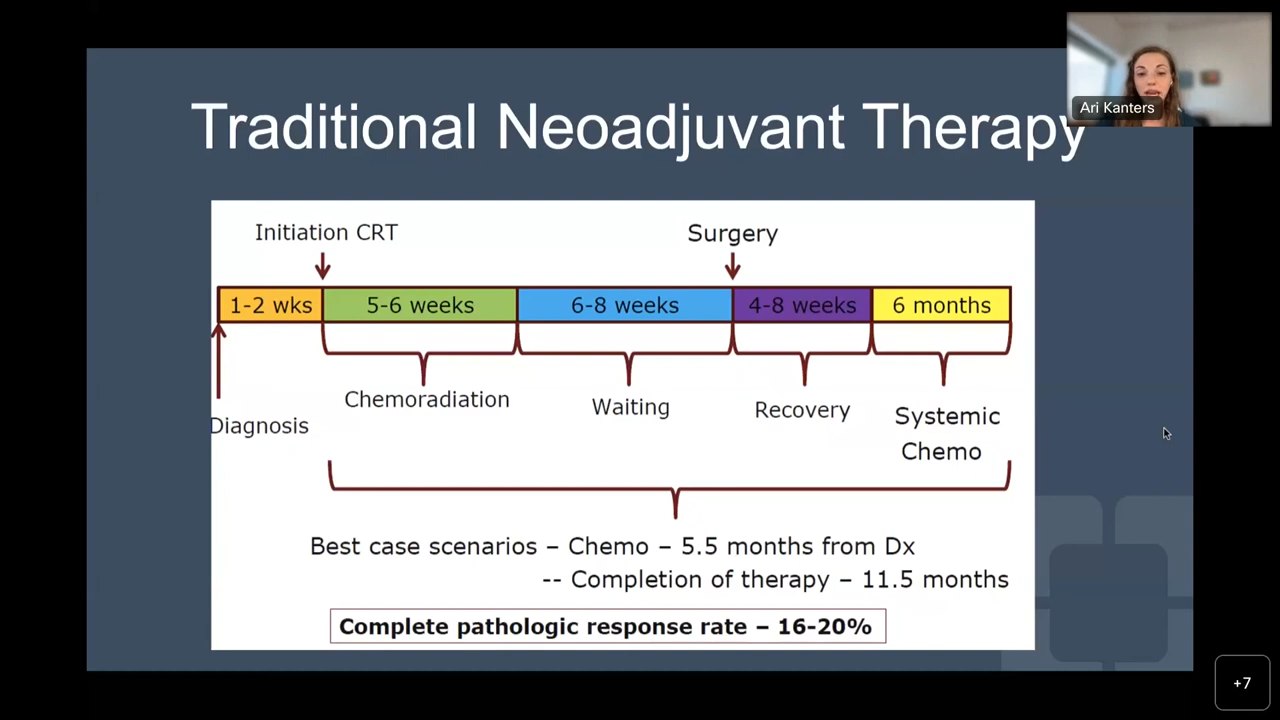 Traditional Neoadjuvant Therapy
Ari Kanters
Initiation CRT
Surgery
1-2 wks
5-6 weeks
6-8 weeks
4-8 weeks
6 months
Chemoradiation
Waiting
Recovery
Systemic
Chemo
Diagnosis
Best case scenarios – Chemo – 5.5 months from Dx
-- Completion of therapy – 11.5 months
Complete pathologic response rate – 16-20%
+7